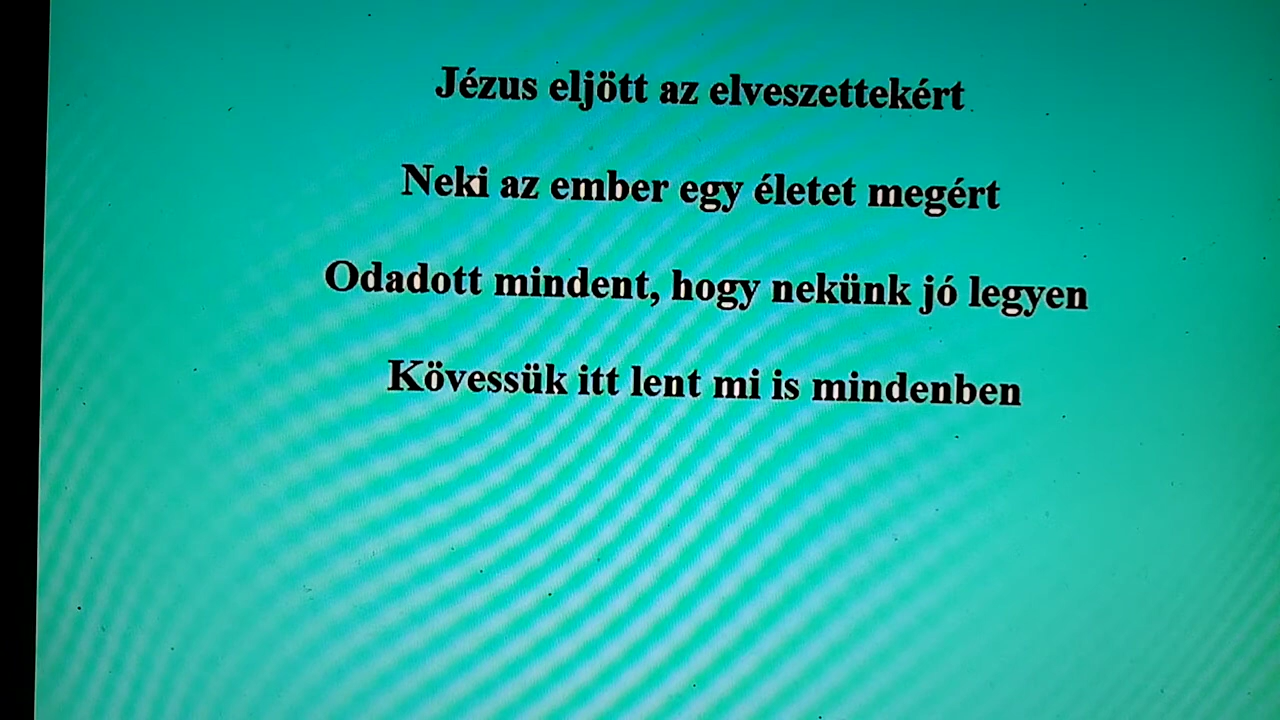 Jézus eljött az elveszettekért
Neki az ember egy életet megért
Odadott mindent, hogy nekünk jó legyen
Kövessük itt lent mi is mindenben